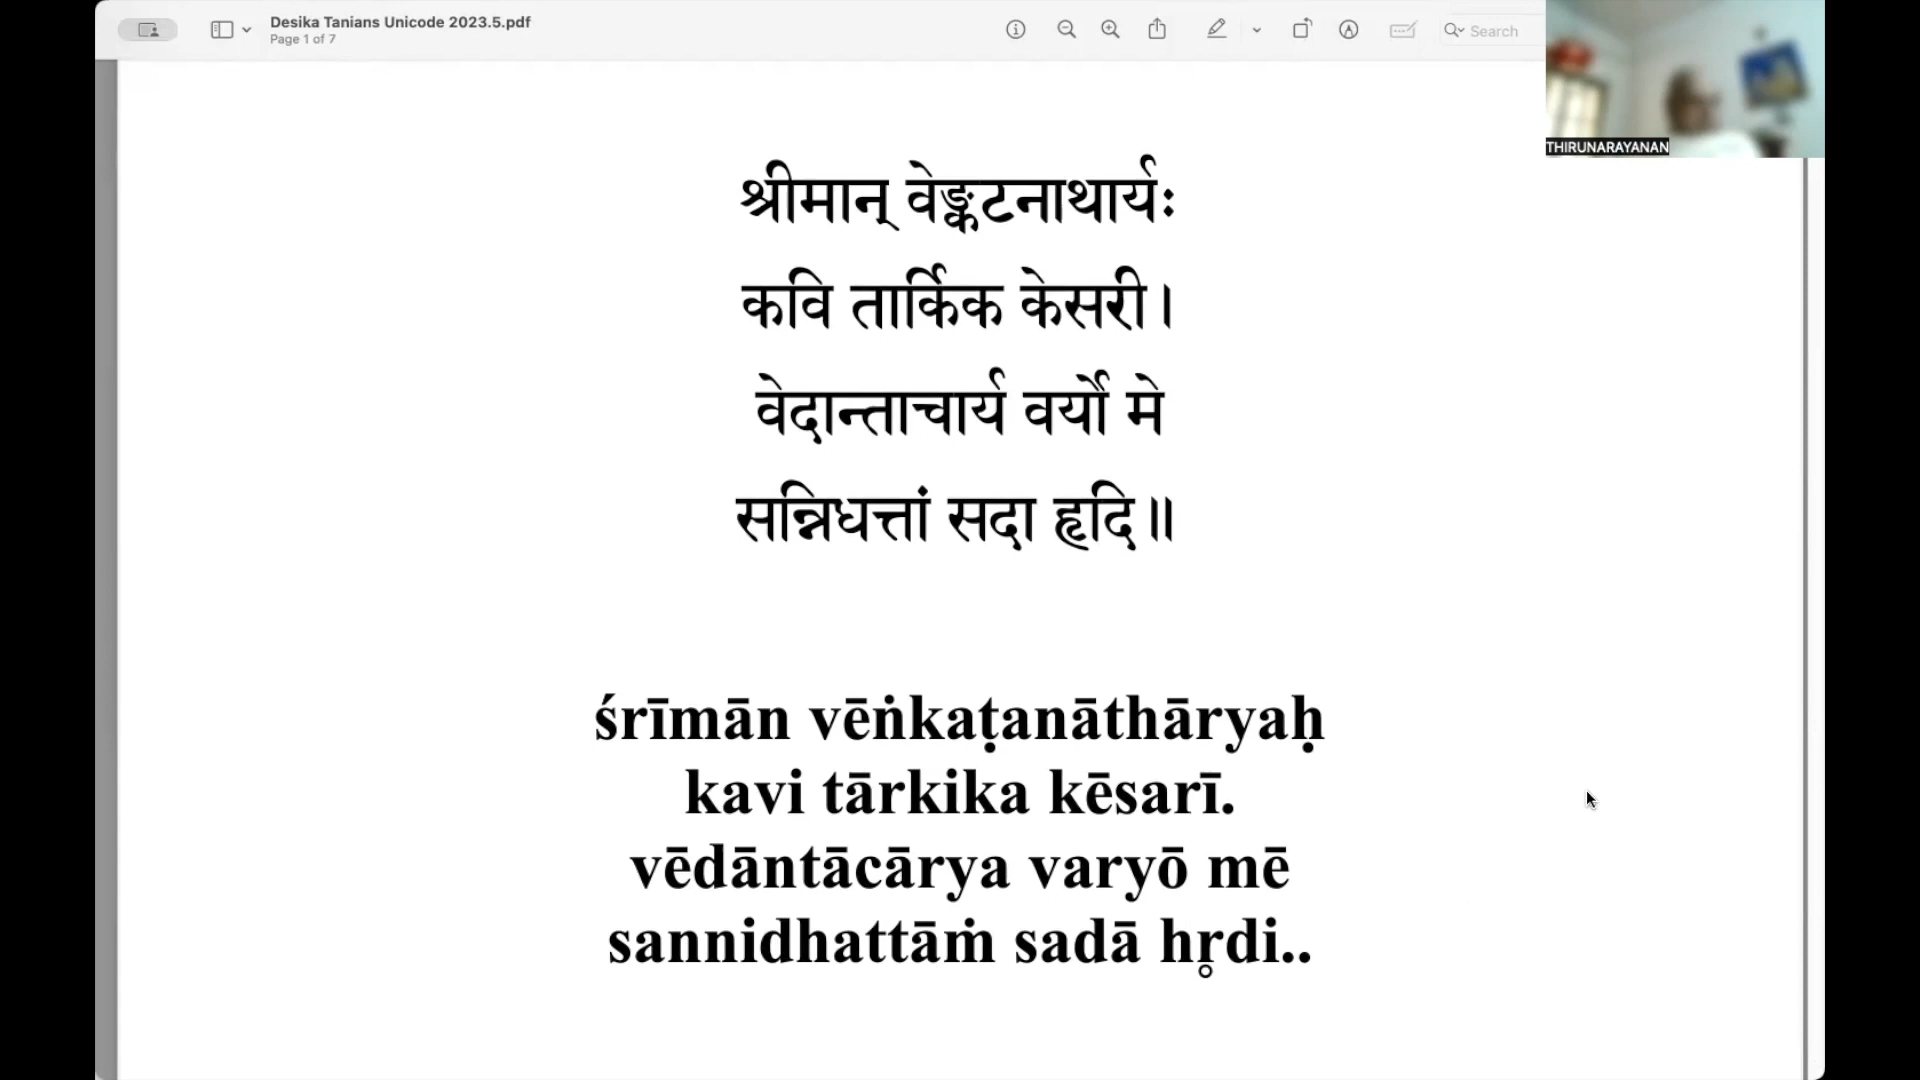 Desika Tanians Unicode 2023.5.pdf
Page 1 of 7
Search
THIRUNARAYANAN
श्रीमान् वेङ्कटनाथार्यः
कवि तार्किक केसरी।
वेदान्ताचार्य वर्यो मे
सन्निधत्तां सदा हृदि॥
śrīmān vēṅkaṭanāthāryaḥ
kavi tārkika kēsarī.
vēdāntācārya varyō mē
sannidhattāṁ sadā hr̥di..